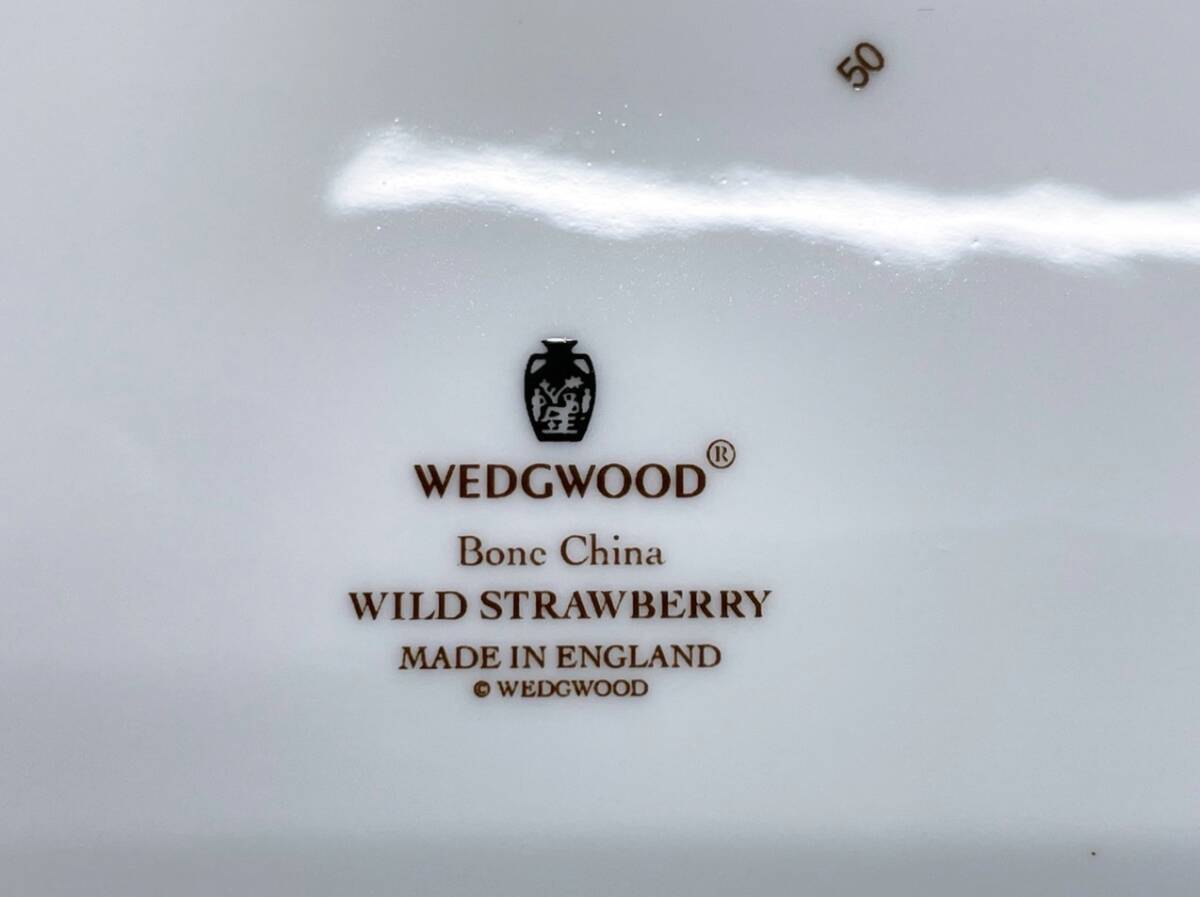 50
WEDGWOOD®
Bone China
WILD STRAWBERRY
MADE IN ENGLAND
© WEDGWOOD